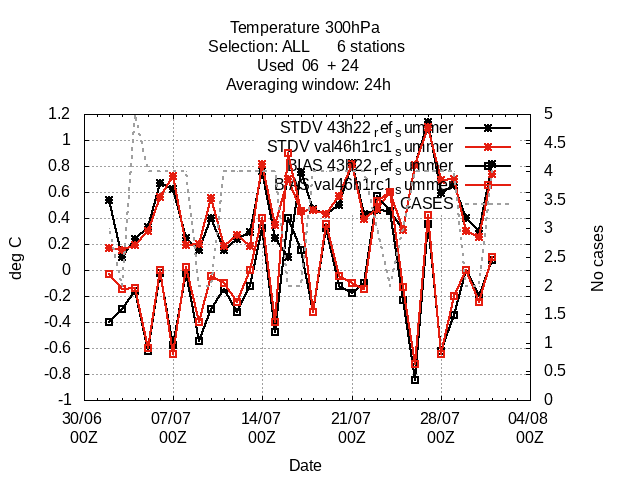 Temperature 300hPa
Selection: ALL 6 stations
Used 06 + 24
Averaging window: 24h
STDV 43h22_ref_summer
STDV val46h1rc1_summer
BIAS 43h22_ref_summer
BIAS val46h1rc1_summer
CASES
deg C
No cases
1.2
1
0.8
0.6
0.4
0.2
0
-0.2
-0.4
-0.6
-0.8
-1
5
4.5
4
3.5
3
2.5
2
1.5
1
0.5
0
30/06 07/07 14/07 21/07 28/07 04/08
00Z 00Z 00Z 00Z 00Z 00Z
Date